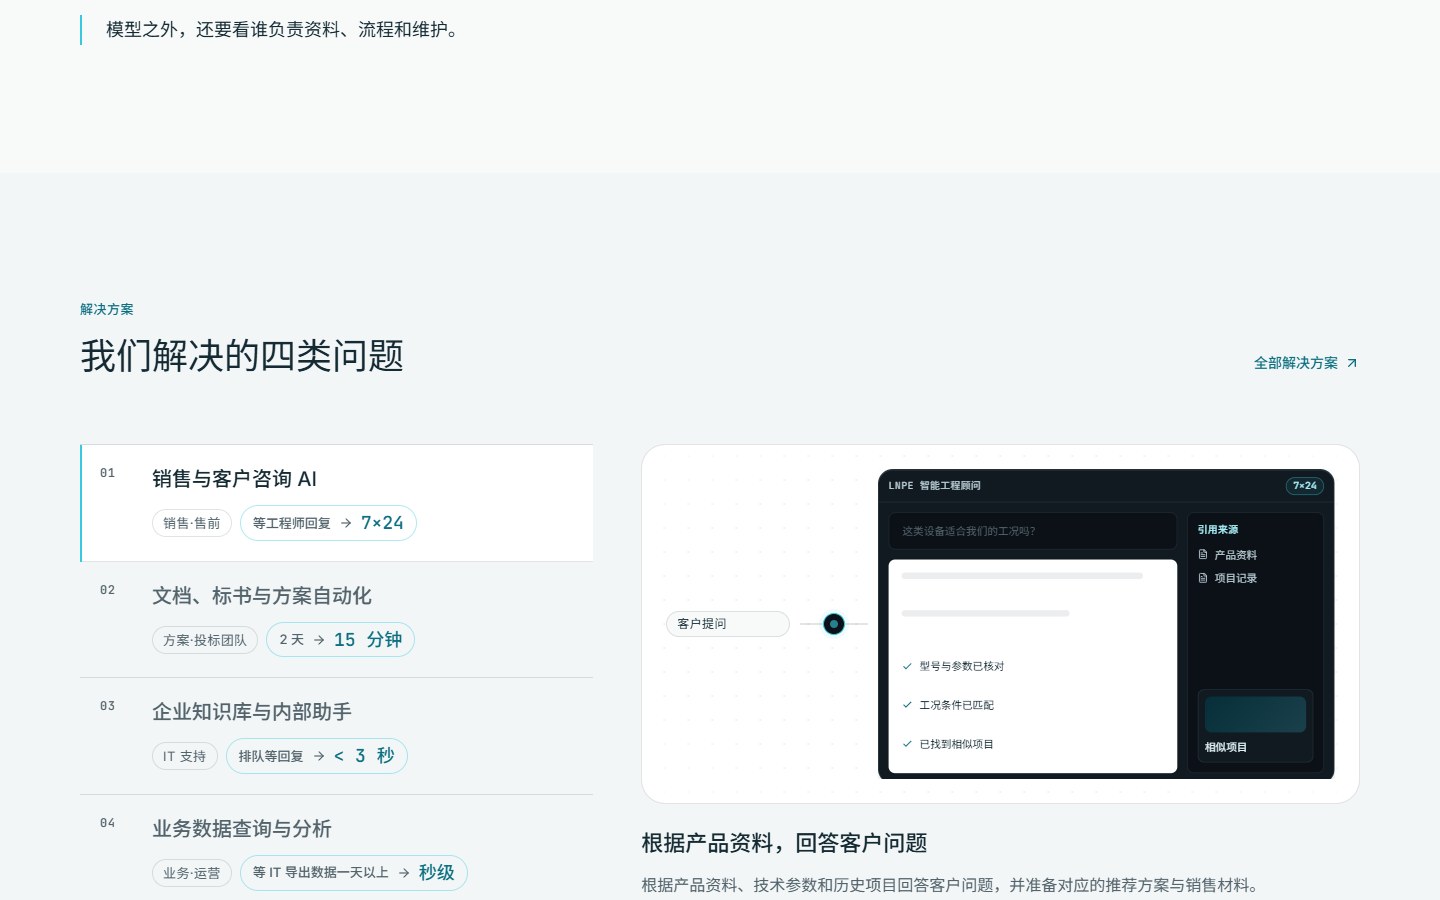 模型之外，还要看谁负责资料、流程和维护。
解决方案
我们解决的四类问题
全部解决方案
01
销售与客户咨询 AI
销售·售前
等工程师回复 → 7×24
02
文档、标书与方案自动化
方案·投标团队
2 天 → 15 分钟
03
企业知识库与内部助手
IT 支持
排队等回复 → < 3 秒
04
业务数据查询与分析
业务·运营
等 IT 导出数据一天以上 → 秒级
客户提问
LNPE 智能工程顾问
7×24
这类设备适合我们的工况吗？
型号与参数已核对
工况条件已匹配
已找到相似项目
引用来源
产品资料
项目记录
相似项目
根据产品资料，回答客户问题
根据产品资料、技术参数和历史项目回答客户问题，并准备对应的推荐方案与销售材料。